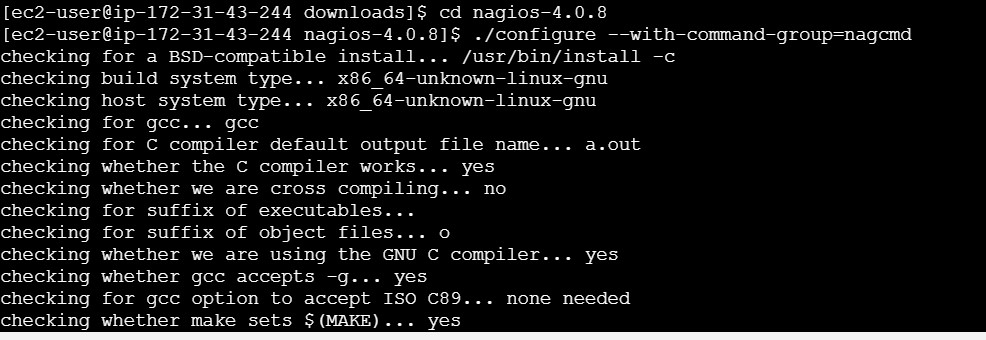 [ec2-user@ip-172-31-43-244 downloads]$ cd nagios-4.0.8
[ec2-user@ip-172-31-43-244 nagios-4.0.8]$ ./configure --with-command-group=nagcmd
checking for a BSD-compatible install... /usr/bin/install -c
checking build system type... x86_64-unknown-linux-gnu
checking host system type... x86_64-unknown-linux-gnu
checking for gcc... gcc
checking for C compiler default output file name... a.out
checking whether the C compiler works... yes
checking whether we are cross compiling... no
checking for suffix of executables...
checking for suffix of object files... o
checking whether we are using the GNU C compiler... yes
checking whether gcc accepts -g... yes
checking for gcc option to accept ISO C89... none needed
checking whether make sets $(MAKE)... yes